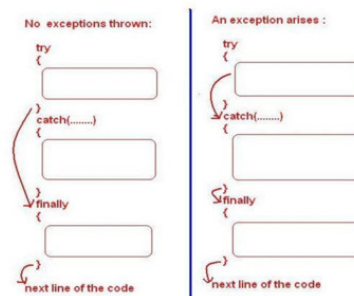 No exceptions thrown:
try
{
}
catch(........)
{
}
finally
{
}
next line of the code
An exception arises :
try
{
}
catch(.......)
{
}
finally
{
}
next line of the code